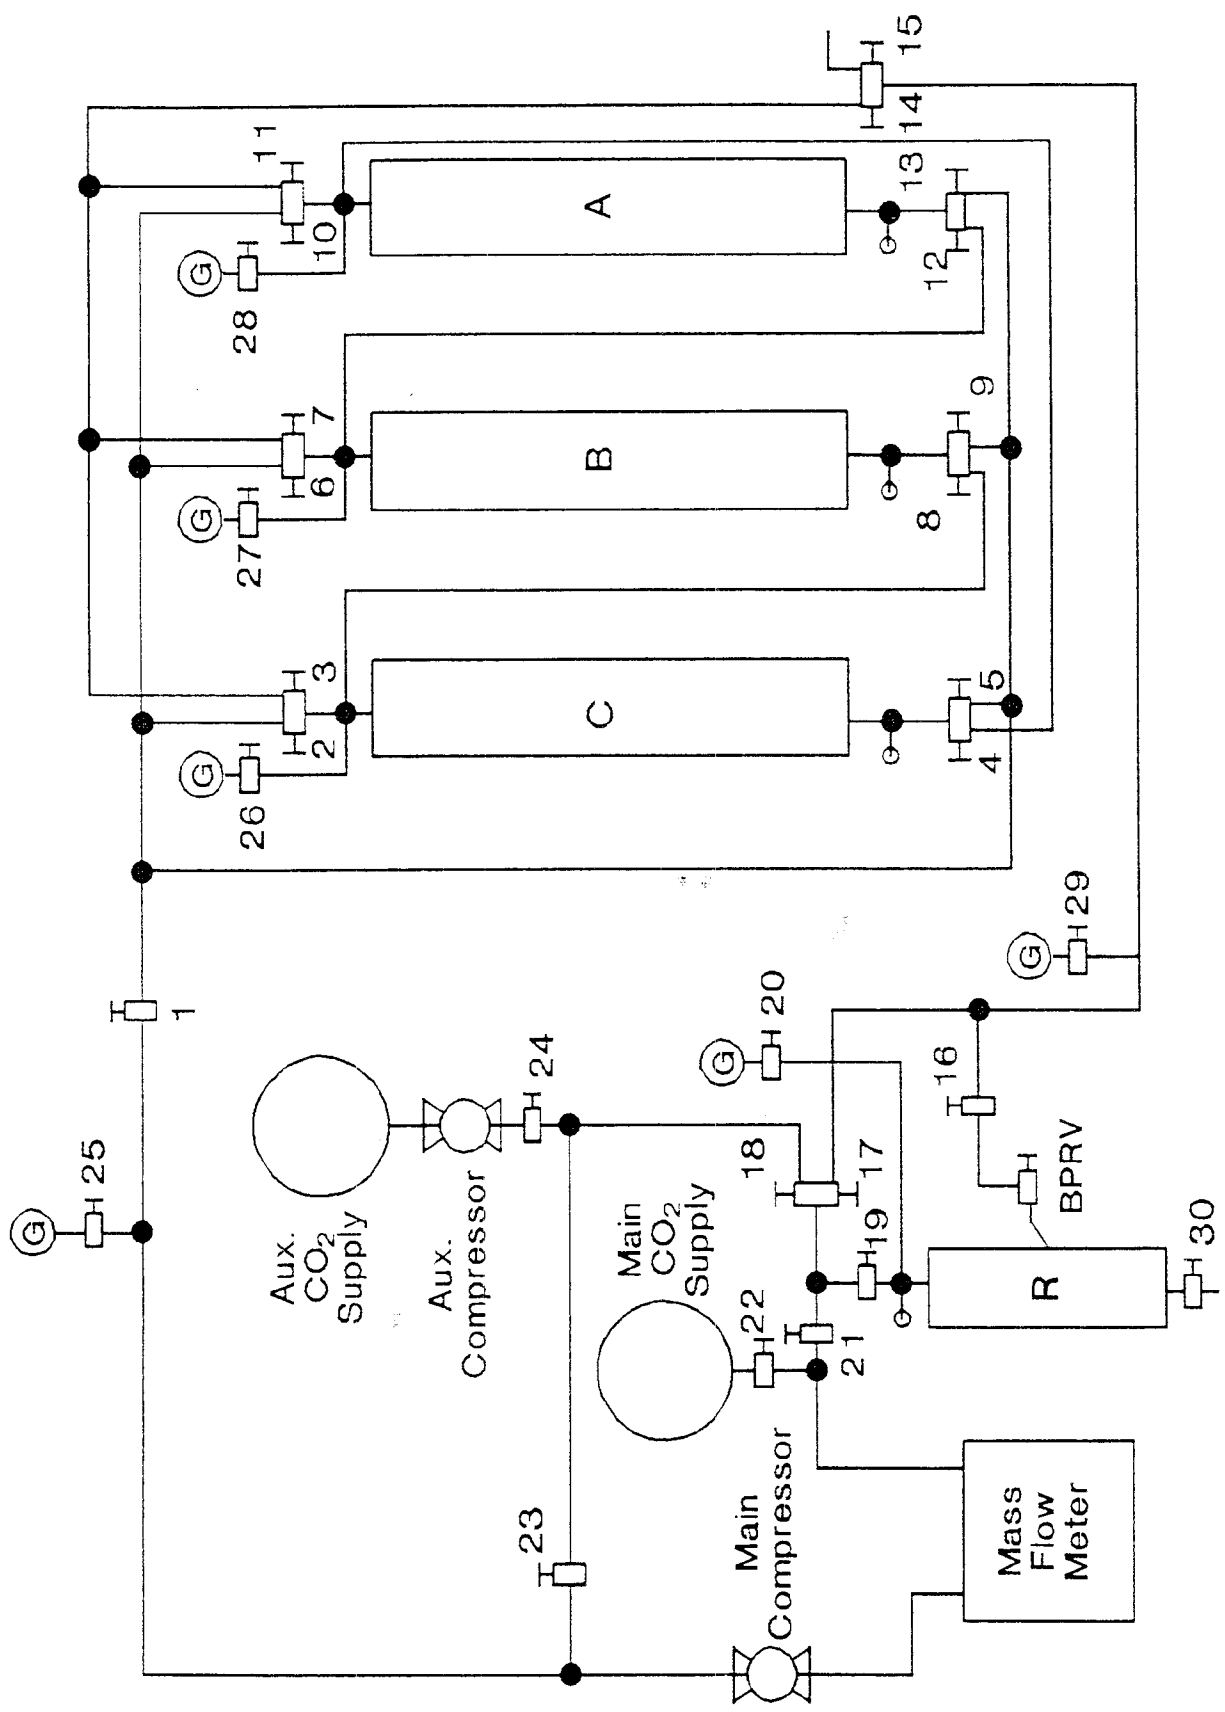 G
25
1
Aux.
CO2
Supply
Aux.
Compressor
24
23
Main
CO2
Supply
22
21
Main
Compressor
Mass
Flow
Meter
18
17
19
G
20
R
30
BPRV
16
G
29
G
26
2
3
C
4
5
G
27
6
7
B
8
9
G
28
10
11
A
12
13
14
15